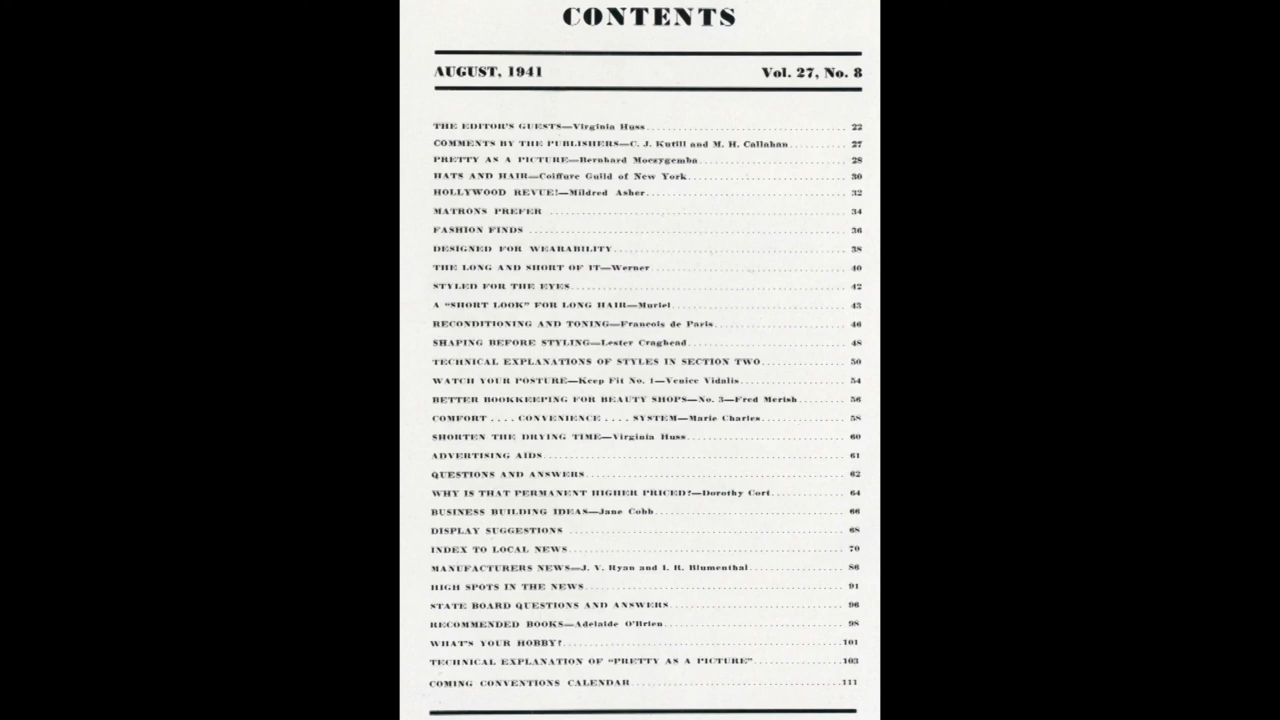 CONTENTS
AUGUST, 1941 Vol. 27, No. 8
THE EDITOR'S GUESTS—Virginia Huss 22
COMMENTS BY THE PUBLISHERS—C. J. Kutill and M. H. Callahan 27
PRETTY AS A PICTURE—Bernhard Moczygemba 28
HATS AND HAIR—Coiffure Guild of New York 30
HOLLYWOOD REVUE!—Mildred Asher 32
MATRONS PREFER 34
FASHION FINDS 36
DESIGNED FOR WEARABILITY 38
THE LONG AND SHORT OF IT—Werner 40
STYLED FOR THE EYES 42
A "SHORT LOOK" FOR LONG HAIR—Muriel 43
RECONDITIONING AND TONING—Francois de Paris 46
SHAPING BEFORE STYLING—Lester Craghead 48
TECHNICAL EXPLANATIONS OF STYLES IN SECTION TWO 50
WATCH YOUR POSTURE—Keep Fit No. 1—Venice Vidalis 54
BETTER BOOKKEEPING FOR BEAUTY SHOPS—No. 3—Fred Merish 56
COMFORT . . . . CONVENIENCE . . . . SYSTEM—Marie Charles 58
SHORTEN THE DRYING TIME—Virginia Huss 60
ADVERTISING AIDS 61
QUESTIONS AND ANSWERS 62
WHY IS THAT PERMANENT HIGHER PRICED?—Dorothy Cort 64
BUSINESS BUILDING IDEAS—Jane Cobb 66
DISPLAY SUGGESTIONS 68
INDEX TO LOCAL NEWS 70
MANUFACTURERS NEWS—J. V. Ryan and I. R. Blumenthal 86
HIGH SPOTS IN THE NEWS 91
STATE BOARD QUESTIONS AND ANSWERS 96
RECOMMENDED BOOKS—Adelaide O'Brien 98
WHAT'S YOUR HOBBY? 101
TECHNICAL EXPLANATION OF "PRETTY AS A PICTURE" 103
COMING CONVENTIONS CALENDAR 111